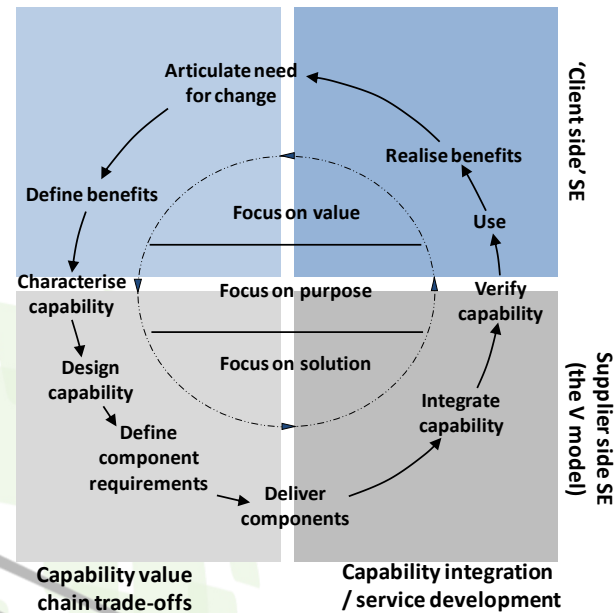 Articulate need
for change
Define benefits
Characterise
capability
Design
capability
Define
component
requirements
Deliver
components
Integrate
capability
Verify
capability
Use
Realise benefits
Focus on value
Focus on purpose
Focus on solution
‘Client side’ SE
Supplier side SE
(the V model)
Capability value
chain trade-offs
Capability integration
/ service development